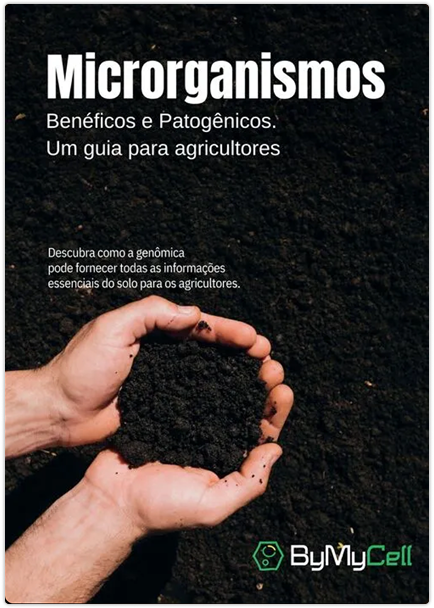 Microrganismos
Benéficos e Patogênicos.
Um guia para agricultores
Descubra como a genômica
pode fornecer todas as informações
essenciais do solo para os agricultores.
ByMyCell